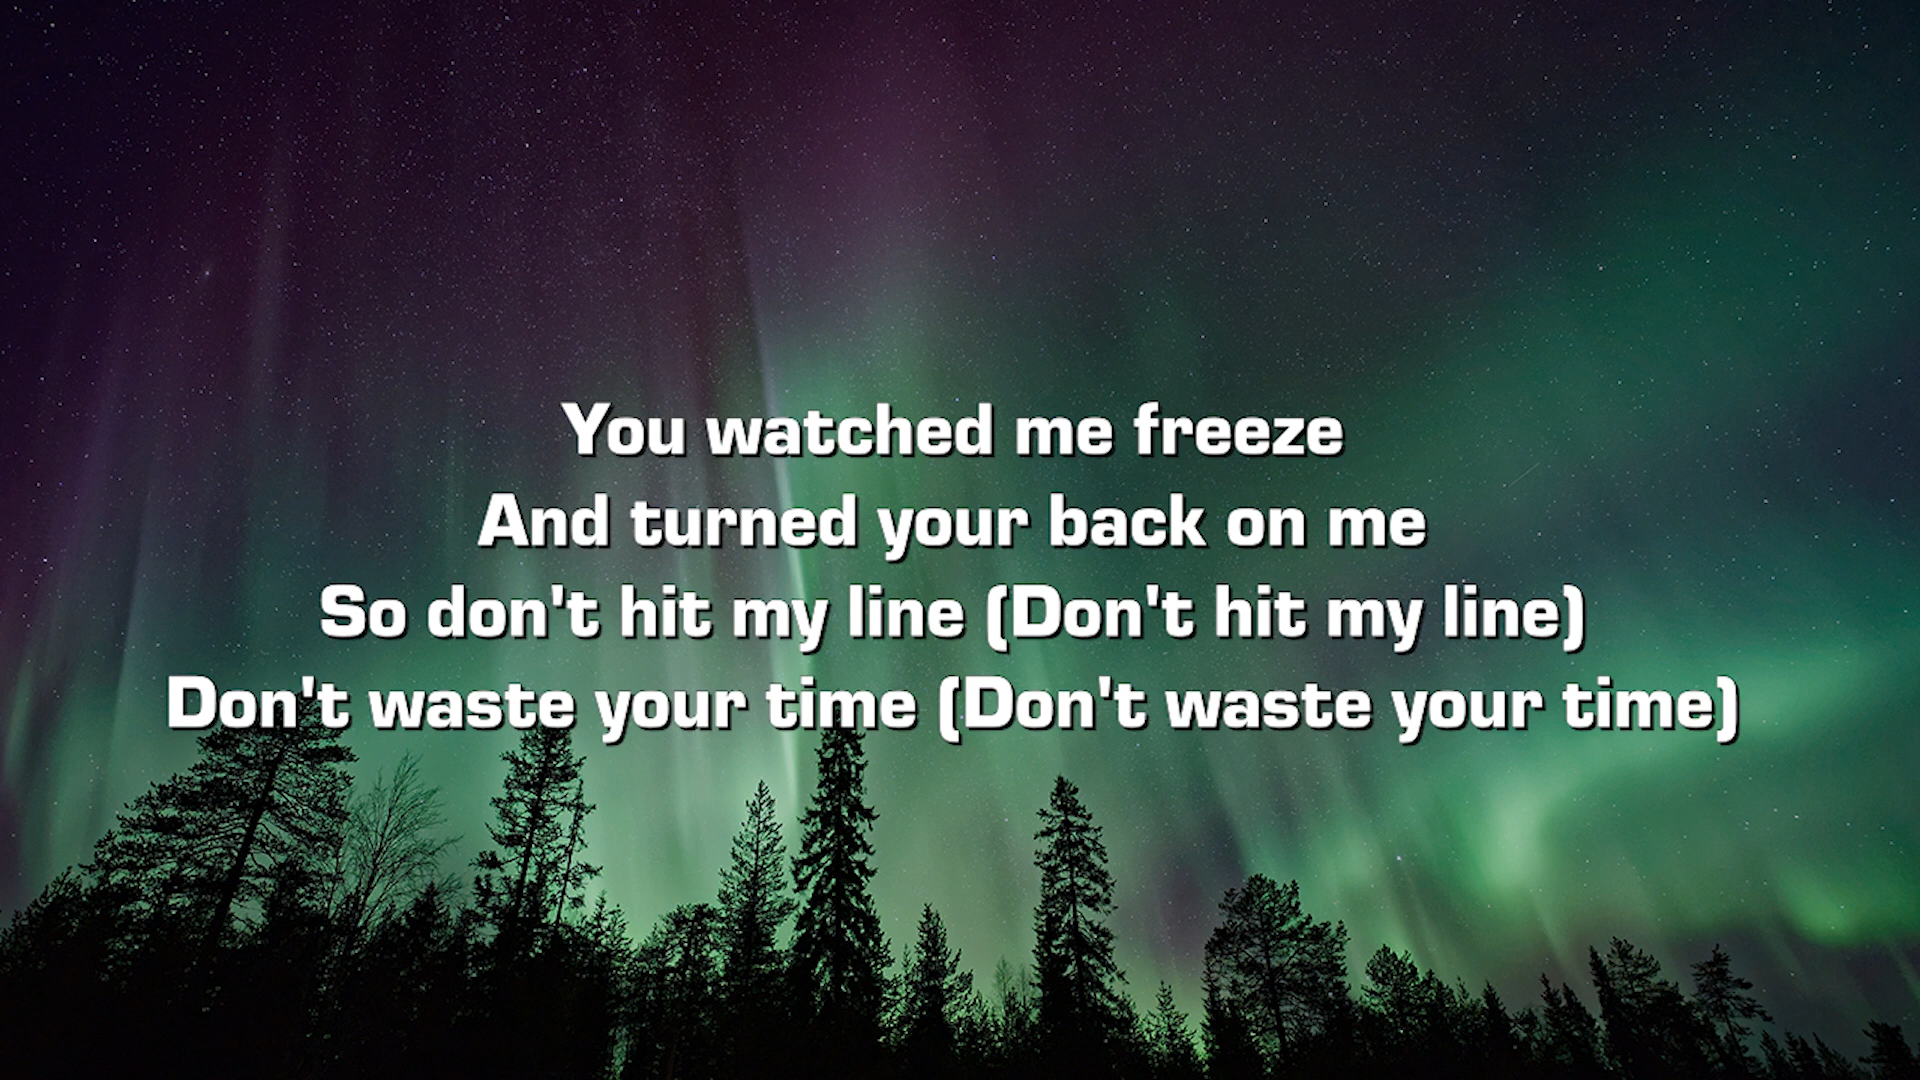 You watched me freeze
And turned your back on me
So don't hit my line (Don't hit my line)
Don't waste your time (Don't waste your time)